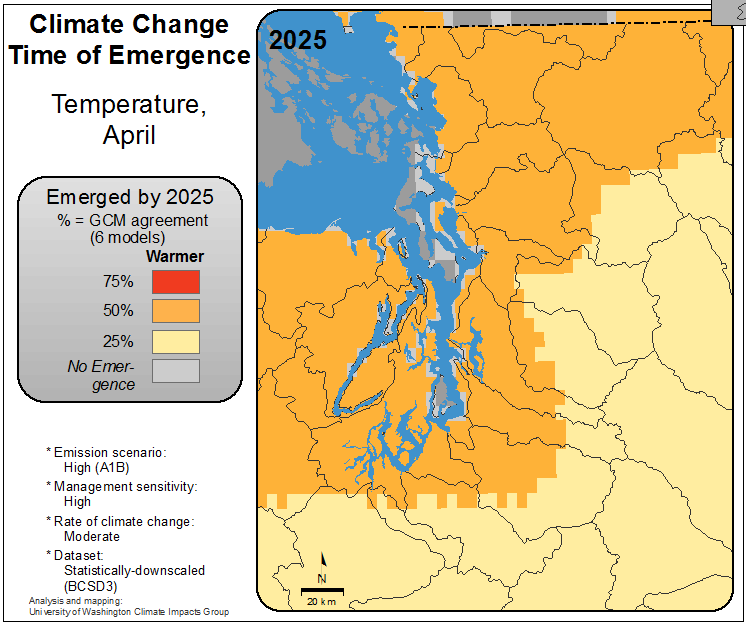 Climate Change
Time of Emergence
Temperature,
April
Emerged by 2025
% = GCM agreement
(6 models)
Warmer
75%
50%
25%
No Emer-
gence
* Emission scenario:
High (A1B)
* Management sensitivity:
High
* Rate of climate change:
Moderate
* Dataset:
Statistically-downscaled
(BCSD3)
Analysis and mapping:
University of Washington Climate Impacts Group
2025
N
20 km